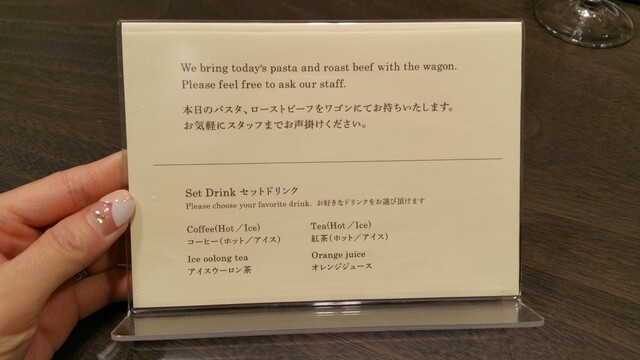 We bring today's pasta and roast beef with the wagon.
Please feel free to ask our staff.
本日のパスタ、ローストビーフをワゴンにてお持ちいたします。
お気軽にスタッフまでお声掛けください。
Set Drink セットドリンク
Please choose your favorite drink. お好きなドリンクをお選び頂けます
Coffee(Hot／Ice)
コーヒー(ホット／アイス)
Tea(Hot／Ice)
紅茶(ホット／アイス)
Ice oolong tea
アイスウーロン茶
Orange juice
オレンジジュース